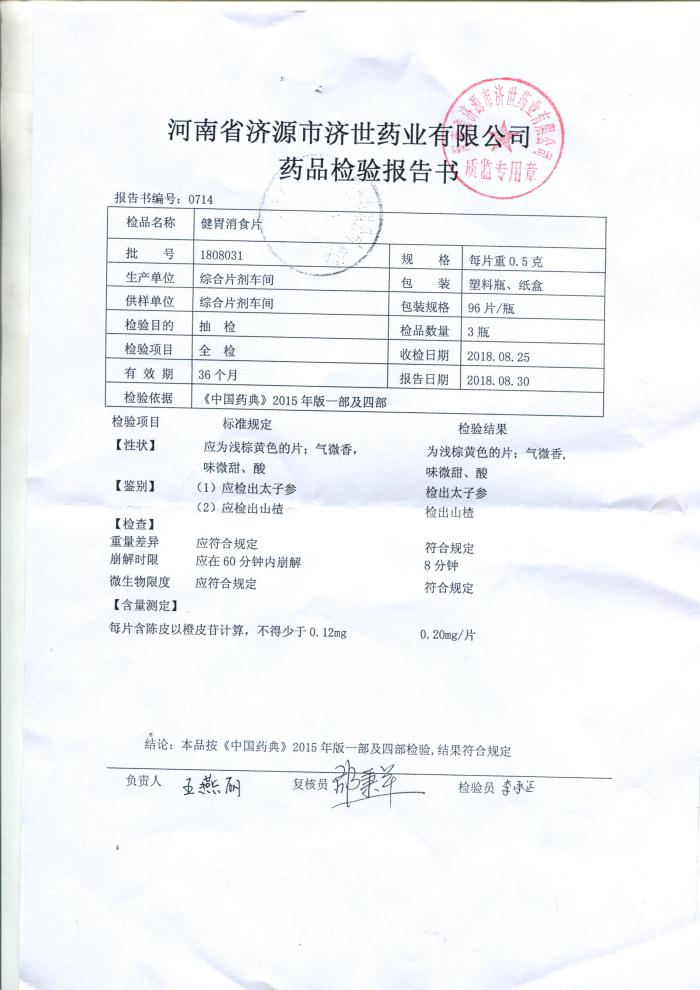 河南省济源市济世药业有限公司
药品检验报告书
河南省济源市济世药业有限公司
质监专用章
报告书编号：0714
检品名称 健胃消食片
批 号 1808031 规 格 每片重0.5克
生产单位 综合片剂车间 包 装 塑料瓶、纸盒
供样单位 综合片剂车间 包装规格 96片/瓶
检验目的 抽 检 检品数量 3瓶
检验项目 全 检 收检日期 2018.08.25
有 效 期 36个月 报告日期 2018.08.30
检验依据 《中国药典》2015年版一部及四部
检验项目 标准规定 检验结果
【性状】 应为浅棕黄色的片；气微香， 为浅棕黄色的片；气微香，
味微甜、酸 味微甜、酸
【鉴别】 （1）应检出太子参 检出太子参
（2）应检出山楂 检出山楂
【检查】
重量差异 应符合规定 符合规定
崩解时限 应在60分钟内崩解 8分钟
微生物限度 应符合规定 符合规定
【含量测定】
每片含陈皮以橙皮苷计算，不得少于0.12mg 0.20mg/片
结论：本品按《中国药典》2015年版一部及四部检验,结果符合规定
负责人 王燕 复核员 检验员 李